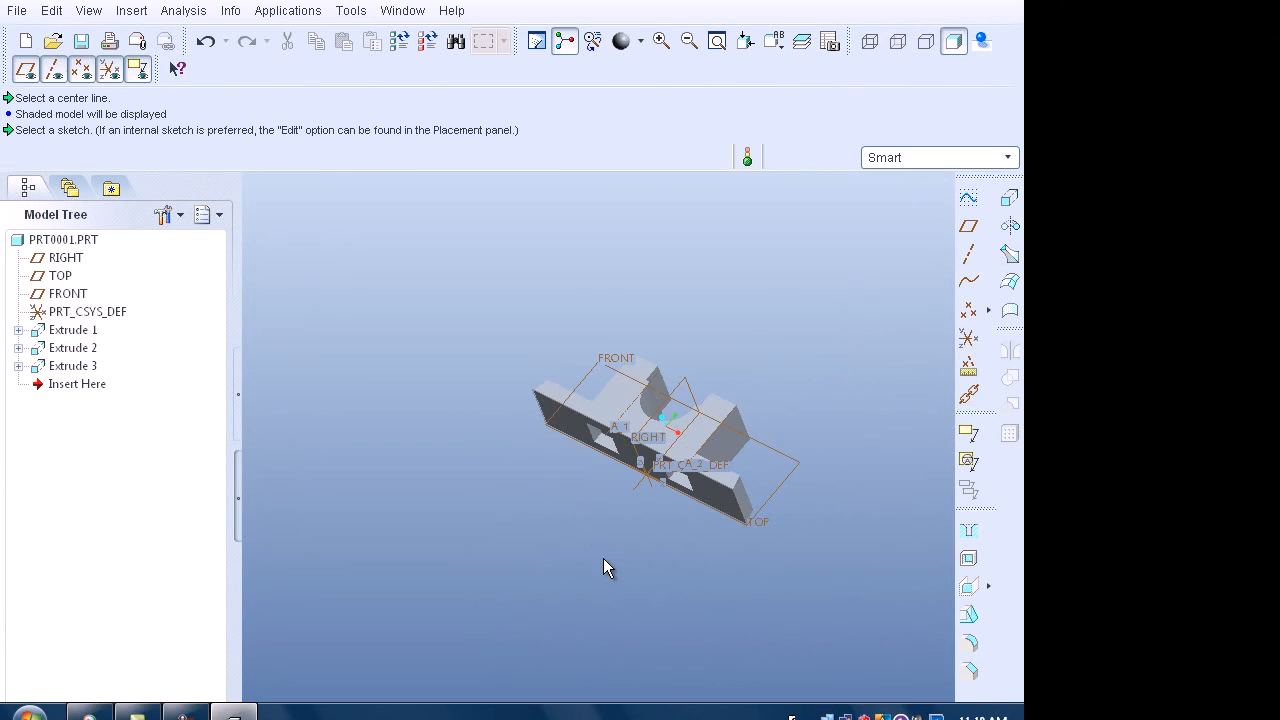 File Edit View Insert Analysis Info Applications Tools Window Help
Select a center line.
Shaded model will be displayed
Select a sketch. (If an internal sketch is preferred, the "Edit" option can be found in the Placement panel.)
Smart
Model Tree
PRT0001.PRT
RIGHT
TOP
FRONT
PRT_CSYS_DEF
Extrude 1
Extrude 2
Extrude 3
Insert Here
FRONT
A_1
RIGHT
A_2
TOP